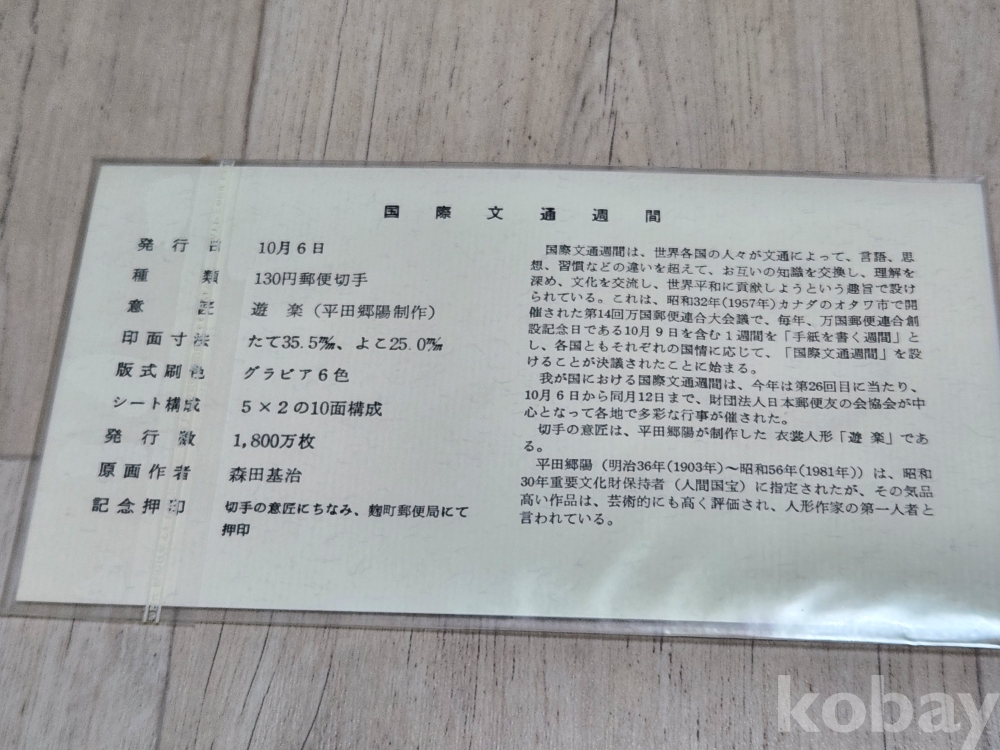 国際文通週間
発行日 10月6日
種類 130円郵便切手
意匠 遊楽（平田郷陽制作）
印面寸法 たて35.5㎜、よこ25.0㎜
版式刷色 グラビア6色
シート構成 5×2の10面構成
発行数 1,800万枚
原画作者 森田基治
記念押印 切手の意匠にちなみ、麴町郵便局にて
押印
国際文通週間は、世界各国の人々が文通によって、言語、思
想、習慣などの違いを超えて、お互いの知識を交換し、理解を
深め、文化を交流し、世界平和に貢献しようという趣旨で設け
られている。これは、昭和32年(1957年)カナダのオタワ市で開
催された第14回万国郵便連合大会議で、毎年、万国郵便連合創
設記念日である10月9日を含む1週間を「手紙を書く週間」と
し、各国ともそれぞれの国情に応じて、「国際文通週間」を設
けることが決議されたことに始まる。
我が国における国際文通週間は、今年は第26回目に当たり、
10月6日から同月12日まで、財団法人日本郵便友の会協会が中
心となって各地で多彩な行事が催された。
切手の意匠は、平田郷陽が制作した 衣裳人形「遊楽」であ
る。
平田郷陽（明治36年(1903年)～昭和56年(1981年)）は、昭和
30年重要文化財保持者（人間国宝）に指定されたが、その気品
高い作品は、芸術的にも高く評価され、人形作家の第一人者と
言われている。
kobay